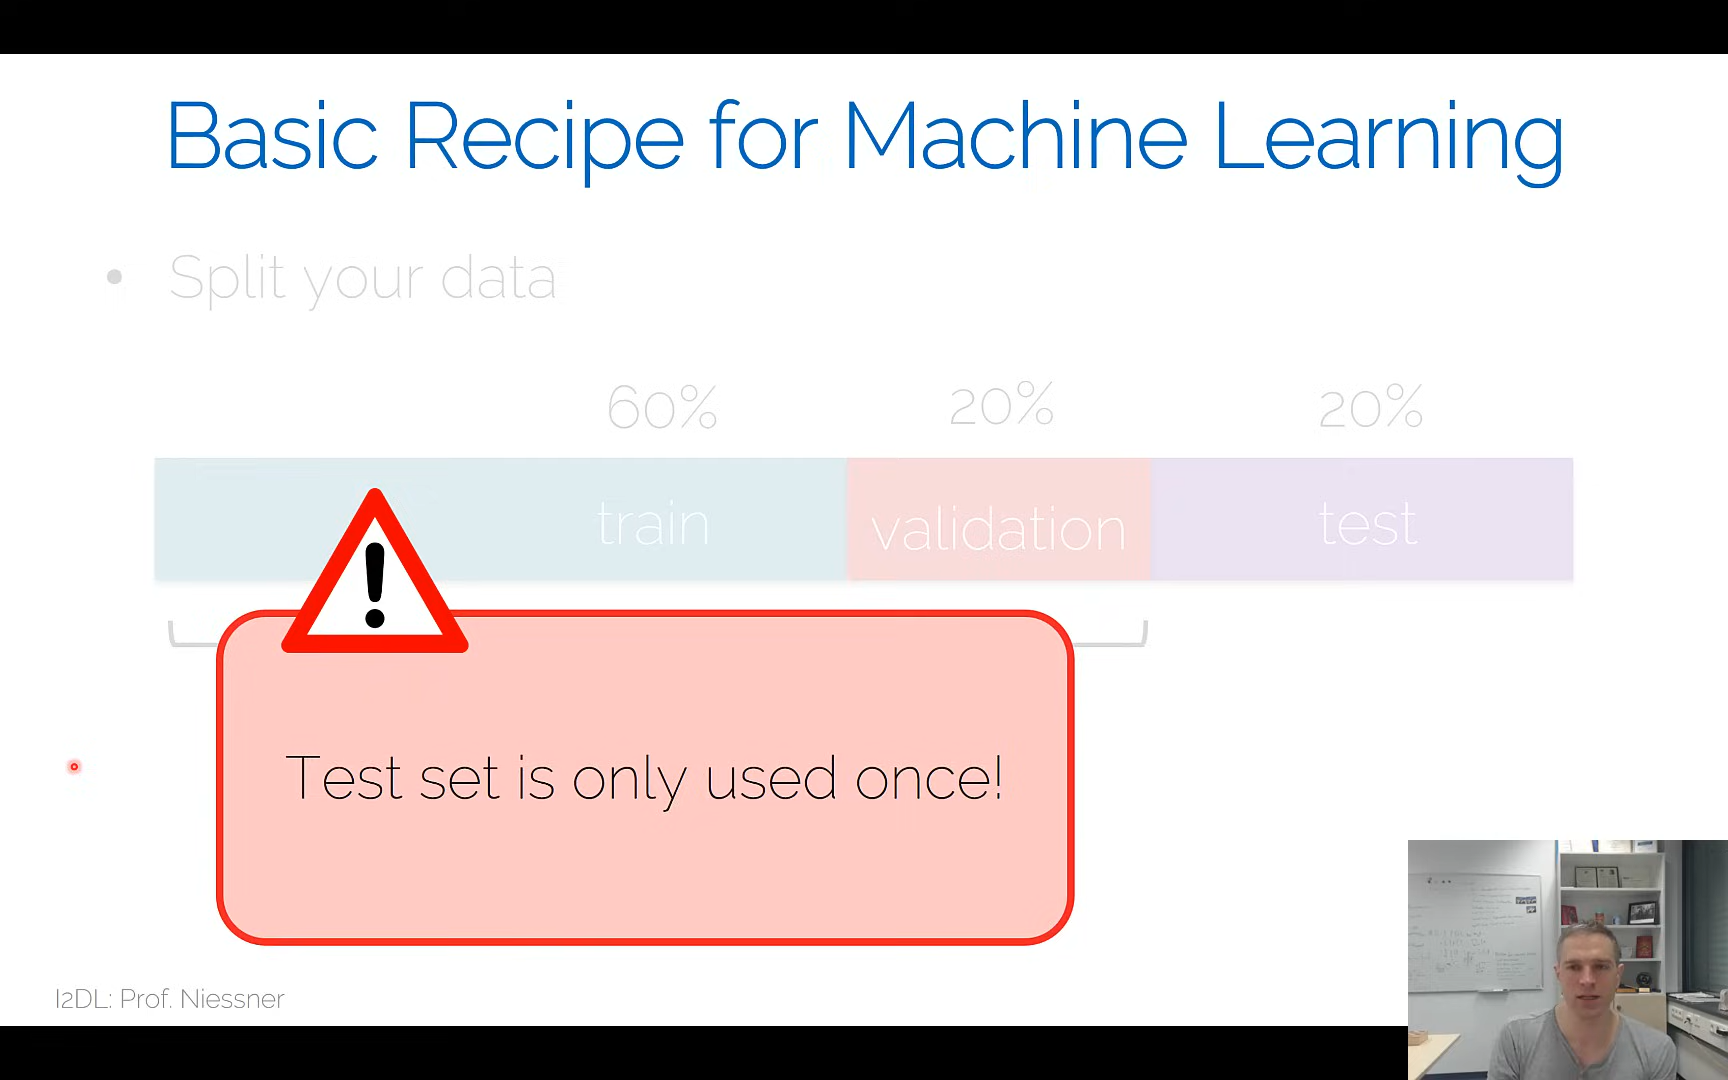 Basic Recipe for Machine Learning
• Split your data
60% 20% 20%
train validation test
!
Test set is only used once!
I2DL: Prof. Niessner